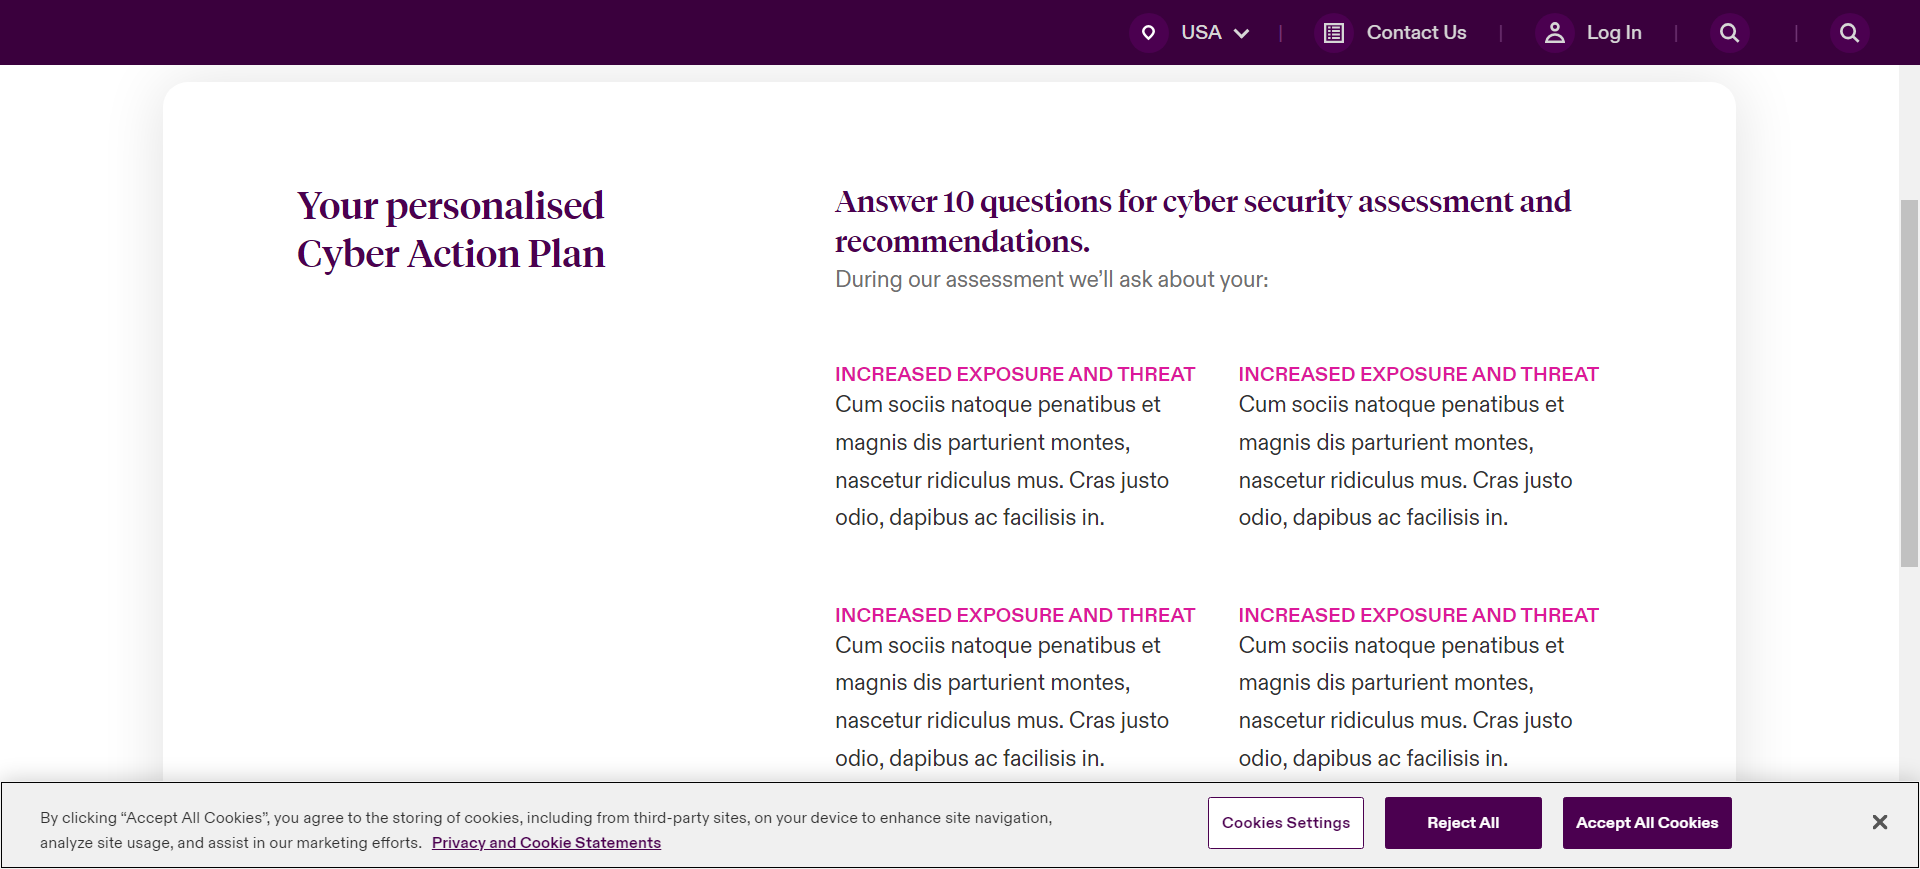 USA
Contact Us
Log In
Your personalised
Cyber Action Plan
Answer 10 questions for cyber security assessment and
recommendations.
During our assessment we’ll ask about your:
INCREASED EXPOSURE AND THREAT
Cum sociis natoque penatibus et
magnis dis parturient montes,
nascetur ridiculus mus. Cras justo
odio, dapibus ac facilisis in.
INCREASED EXPOSURE AND THREAT
Cum sociis natoque penatibus et
magnis dis parturient montes,
nascetur ridiculus mus. Cras justo
odio, dapibus ac facilisis in.
INCREASED EXPOSURE AND THREAT
Cum sociis natoque penatibus et
magnis dis parturient montes,
nascetur ridiculus mus. Cras justo
odio, dapibus ac facilisis in.
INCREASED EXPOSURE AND THREAT
Cum sociis natoque penatibus et
magnis dis parturient montes,
nascetur ridiculus mus. Cras justo
odio, dapibus ac facilisis in.
By clicking “Accept All Cookies”, you agree to the storing of cookies, including from third-party sites, on your device to enhance site navigation,
analyze site usage, and assist in our marketing efforts. Privacy and Cookie Statements
Cookies Settings
Reject All
Accept All Cookies